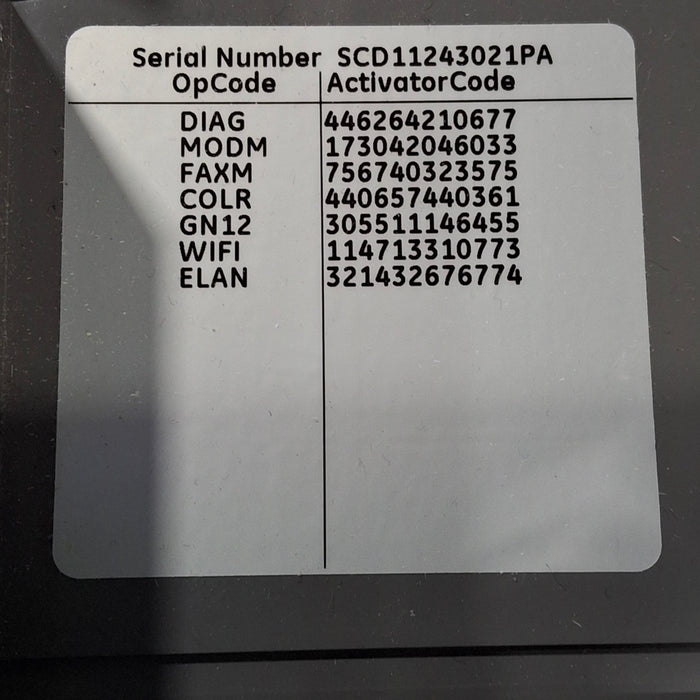 Serial Number SCD11243021PA
OpCode ActivatorCode
DIAG 446264210677
MODM 173042046033
FAXM 756740323575
COLR 440657440361
GN12 305511146455
WIFI 114713310773
ELAN 321432676774